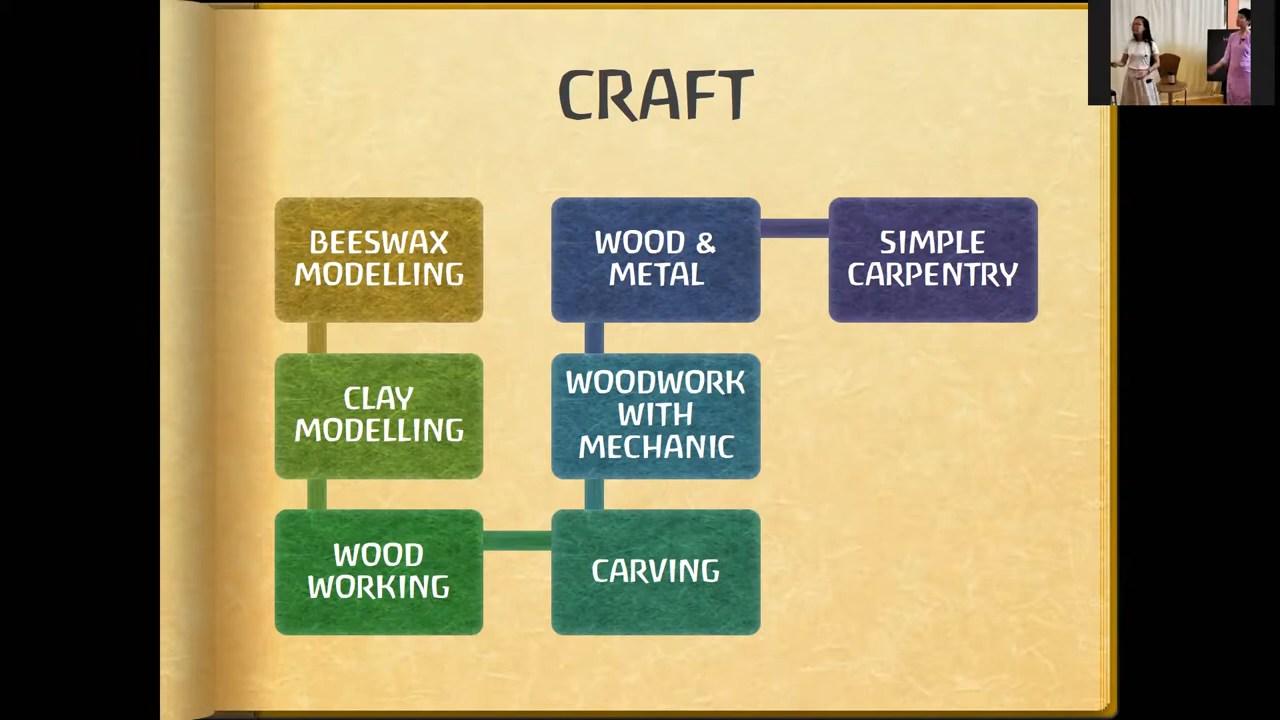 CRAFT
BEESWAX
MODELLING
CLAY
MODELLING
WOOD
WORKING
CARVING
WOODWORK
WITH
MECHANIC
WOOD &
METAL
SIMPLE
CARPENTRY